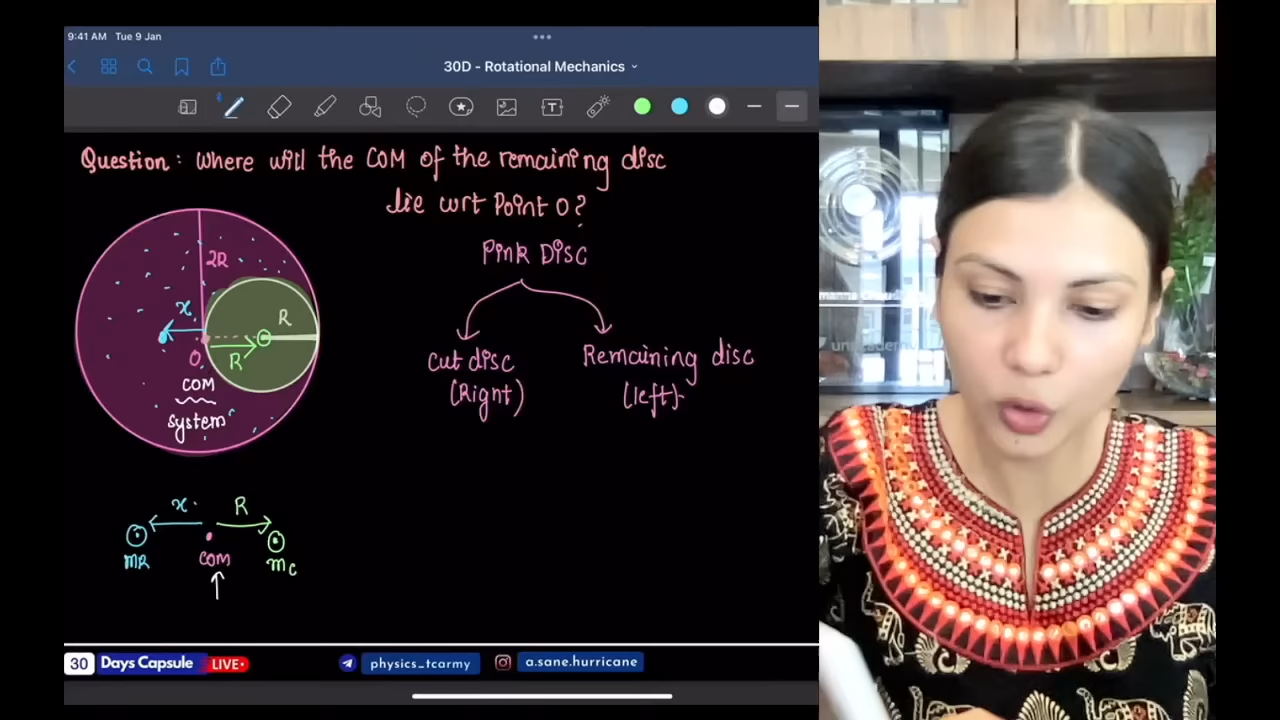 9:41 AM Tue 9 Jan
30D - Rotational Mechanics
Question: Where will the COM of the remaining disc
lie wrt Point O?
Pink Disc
2R
x
R
O
R
COM
system
Cut disc
Remaining disc
(Right)
(left)
x
R
MR
COM
mc
30 Days Capsule LIVE
physics_tcarmy
a.sane.hurricane